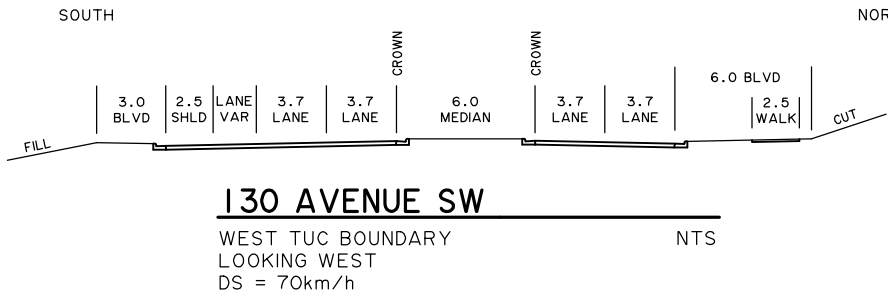 SOUTH
NOR
CROWN
CROWN
6.0 BLVD
3.0 BLVD
2.5 SHLD
LANE VAR
3.7 LANE
3.7 LANE
6.0 MEDIAN
3.7 LANE
3.7 LANE
2.5 WALK
FILL
CUT
130 AVENUE SW
WEST TUC BOUNDARY
NTS
LOOKING WEST
DS = 70km/h